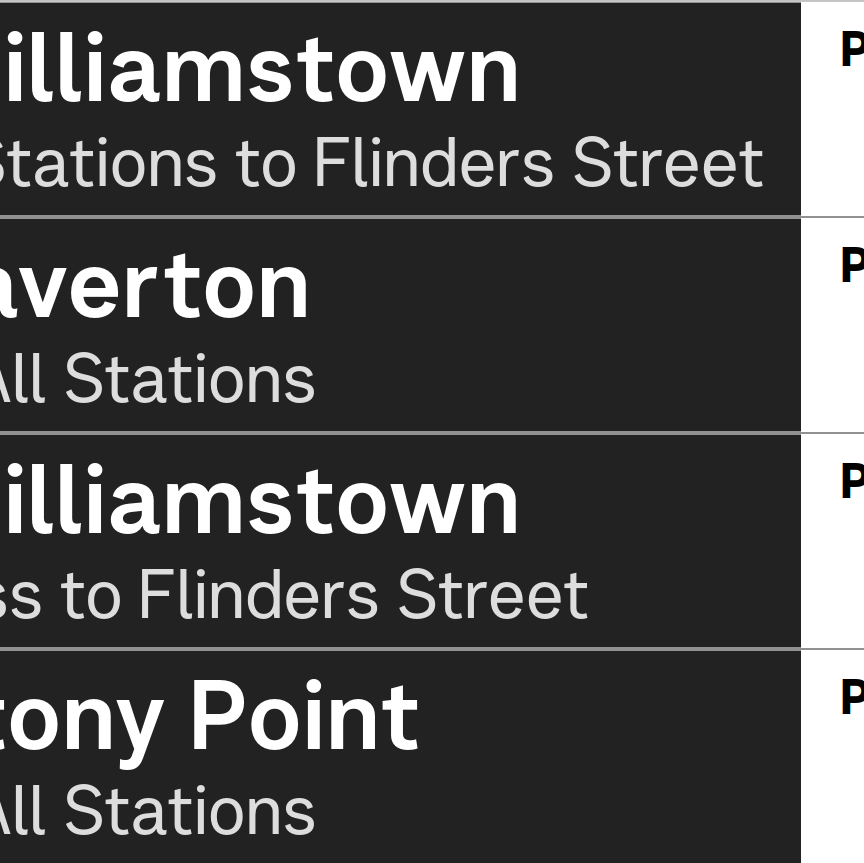 illiamstown
Stations to Flinders Street
P
averton
All Stations
P
illiamstown
ss to Flinders Street
P
tony Point
All Stations
P